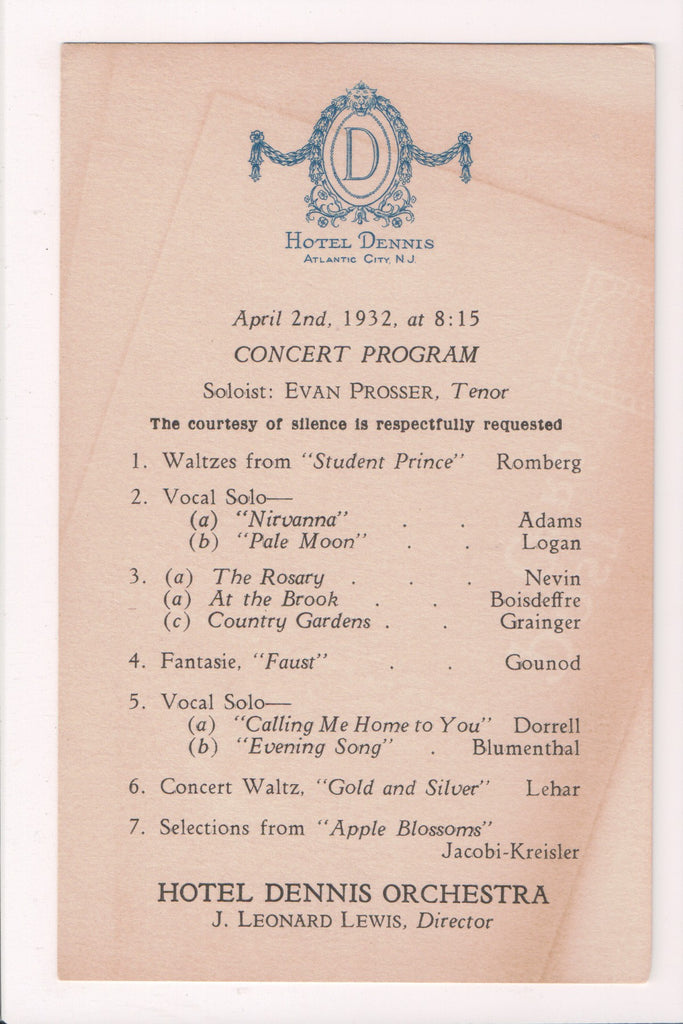 D
HOTEL DENNIS
ATLANTIC CITY, N J
April 2nd, 1932, at 8:15
CONCERT PROGRAM
Soloist: EVAN PROSSER, Tenor
The courtesy of silence is respectfully requested
1. Waltzes from "Student Prince" Romberg
2. Vocal Solo—
(a) "Nirvanna" . . Adams
(b) "Pale Moon" . . Logan
3. (a) The Rosary . . . Nevin
(a) At the Brook . . Boisdeffre
(c) Country Gardens . . Grainger
4. Fantasie, "Faust" . . Gounod
5. Vocal Solo—
(a) "Calling Me Home to You" Dorrell
(b) "Evening Song" . Blumenthal
6. Concert Waltz, "Gold and Silver" Lehar
7. Selections from "Apple Blossoms"
Jacobi-Kreisler
HOTEL DENNIS ORCHESTRA
J. LEONARD LEWIS, Director